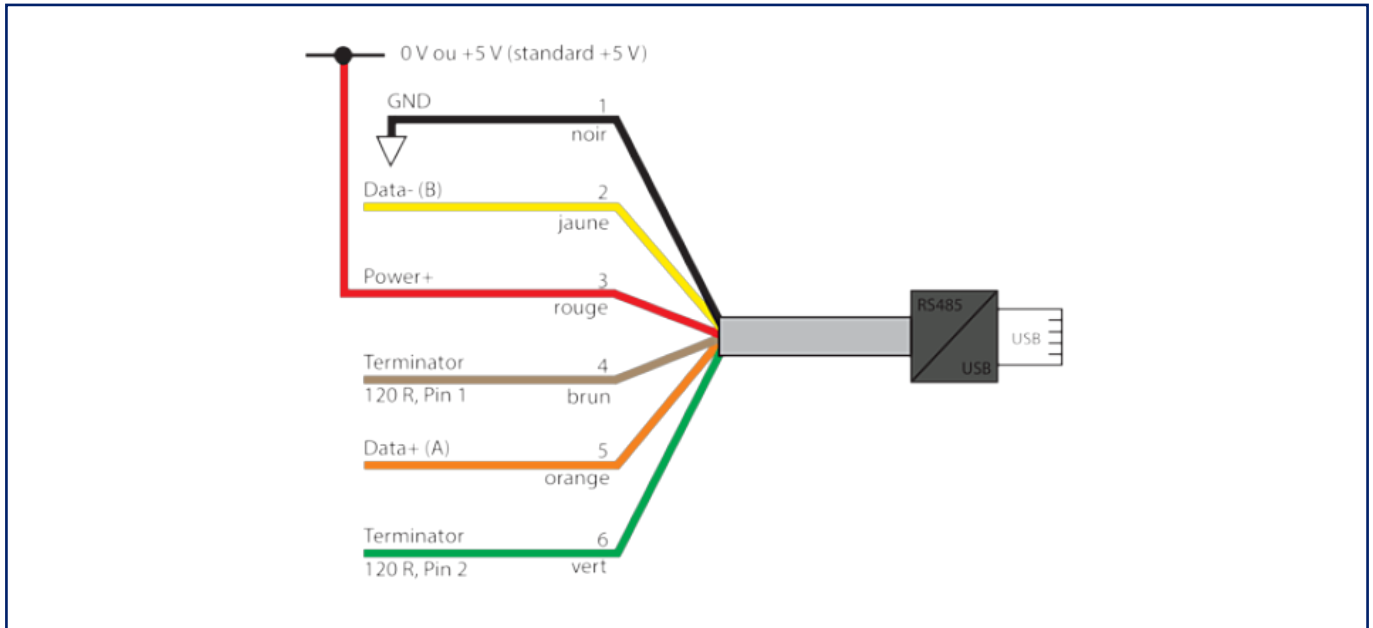 0 V ou +5 V (standard +5 V)
GND
1
noir
Data- (B)
2
jaune
Power+
3
rouge
Terminator
4
120 R, Pin 1
brun
Data+ (A)
5
orange
Terminator
6
120 R, Pin 2
vert
RS485
USB
USB